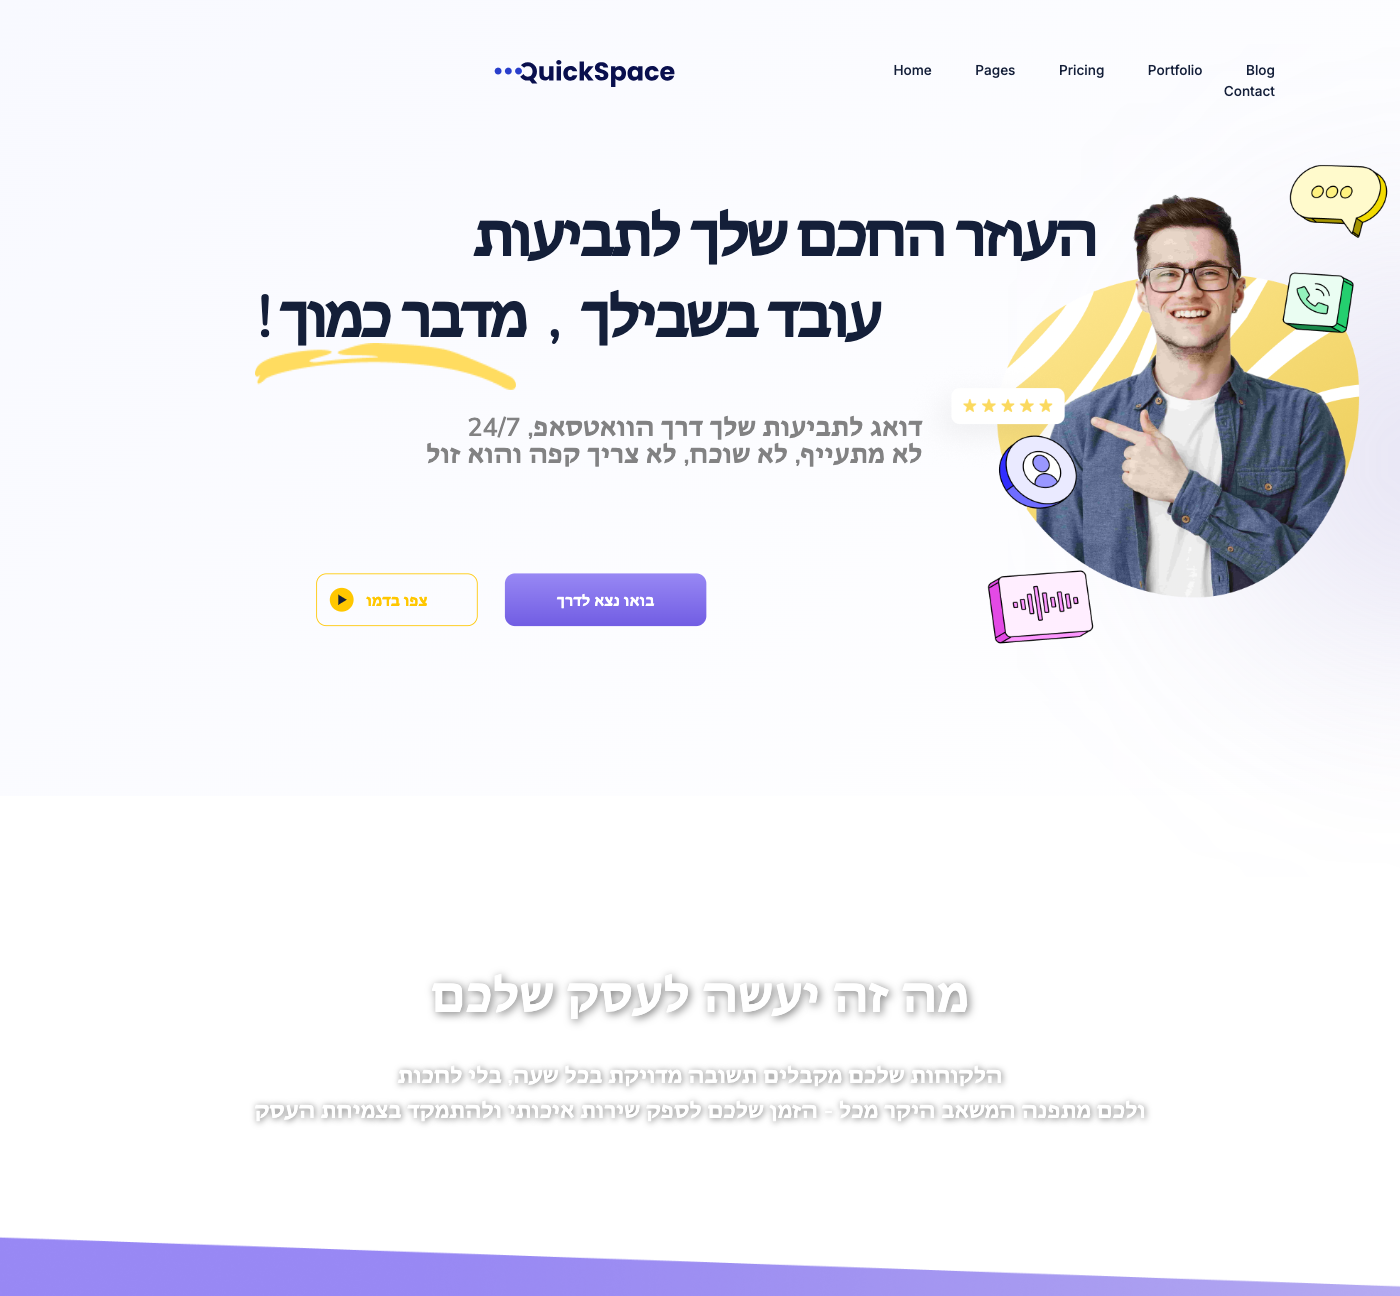 QuickSpace
Home Pages Pricing Portfolio Blog
Contact
העוזר החכם שלך לתביעות
עובד בשבילך , מדבר כמוך !
דואג לתביעות שלך דרך הוואטסאפ, 24/7
לא מתעייף, לא שוכח, לא צריך קפה והוא זול
בואו נצא לדרך
צפו בדמו
מה זה יעשה לעסק שלכם
הלקוחות שלכם מקבלים תשובה מדויקת בכל שעה, בלי לחכות
ולכם מתפנה המשאב היקר מכל - הזמן שלכם לספק שירות איכותי ולהתמקד בצמיחת העסק